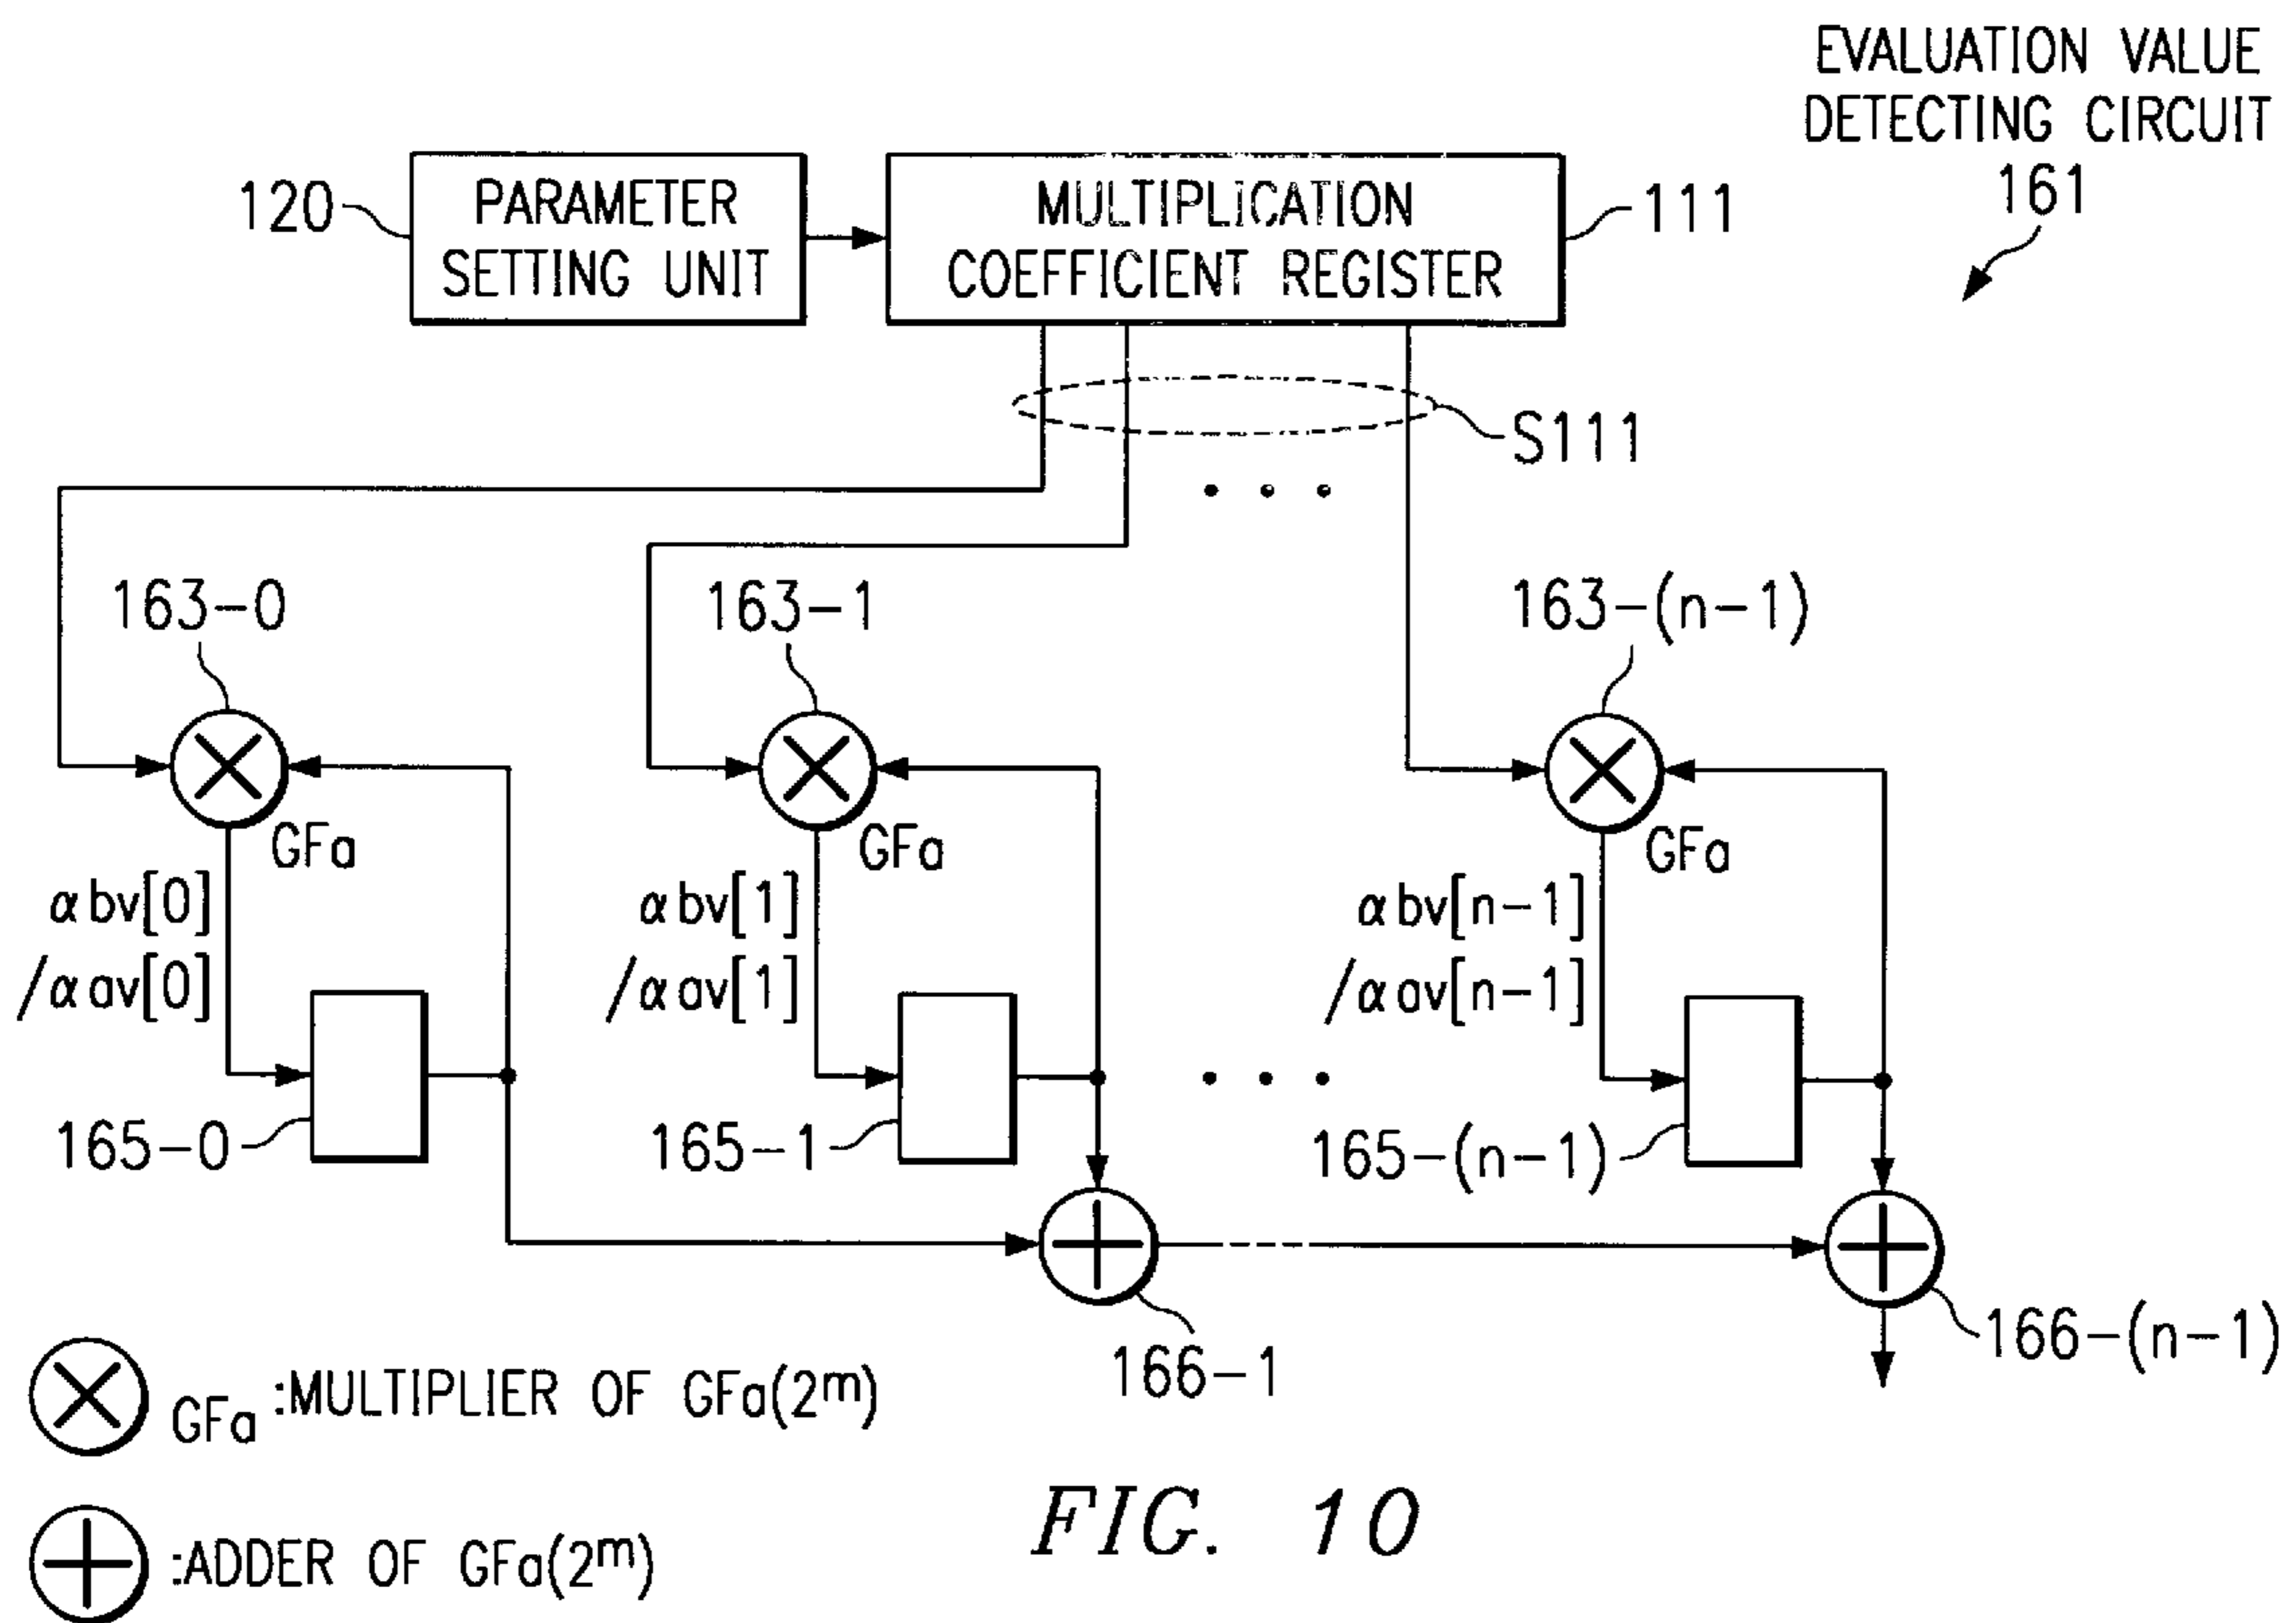 EVALUATION VALUE
DETECTING CIRCUIT
161
120
PARAMETER
SETTING UNIT
MULTIPLICATION
COEFFICIENT REGISTER
111
S111
. . .
163-0
163-1
163-(n-1)
GFa
GFa
GFa
αbv[0]
/αav[0]
αbv[1]
/αav[1]
αbv[n-1]
/αav[n-1]
. . .
165-0
165-1
165-(n-1)
166-1
166-(n-1)
GFa :MULTIPLIER OF GFa(2ᵐ)
:ADDER OF GFa(2ᵐ)
FIG. 10